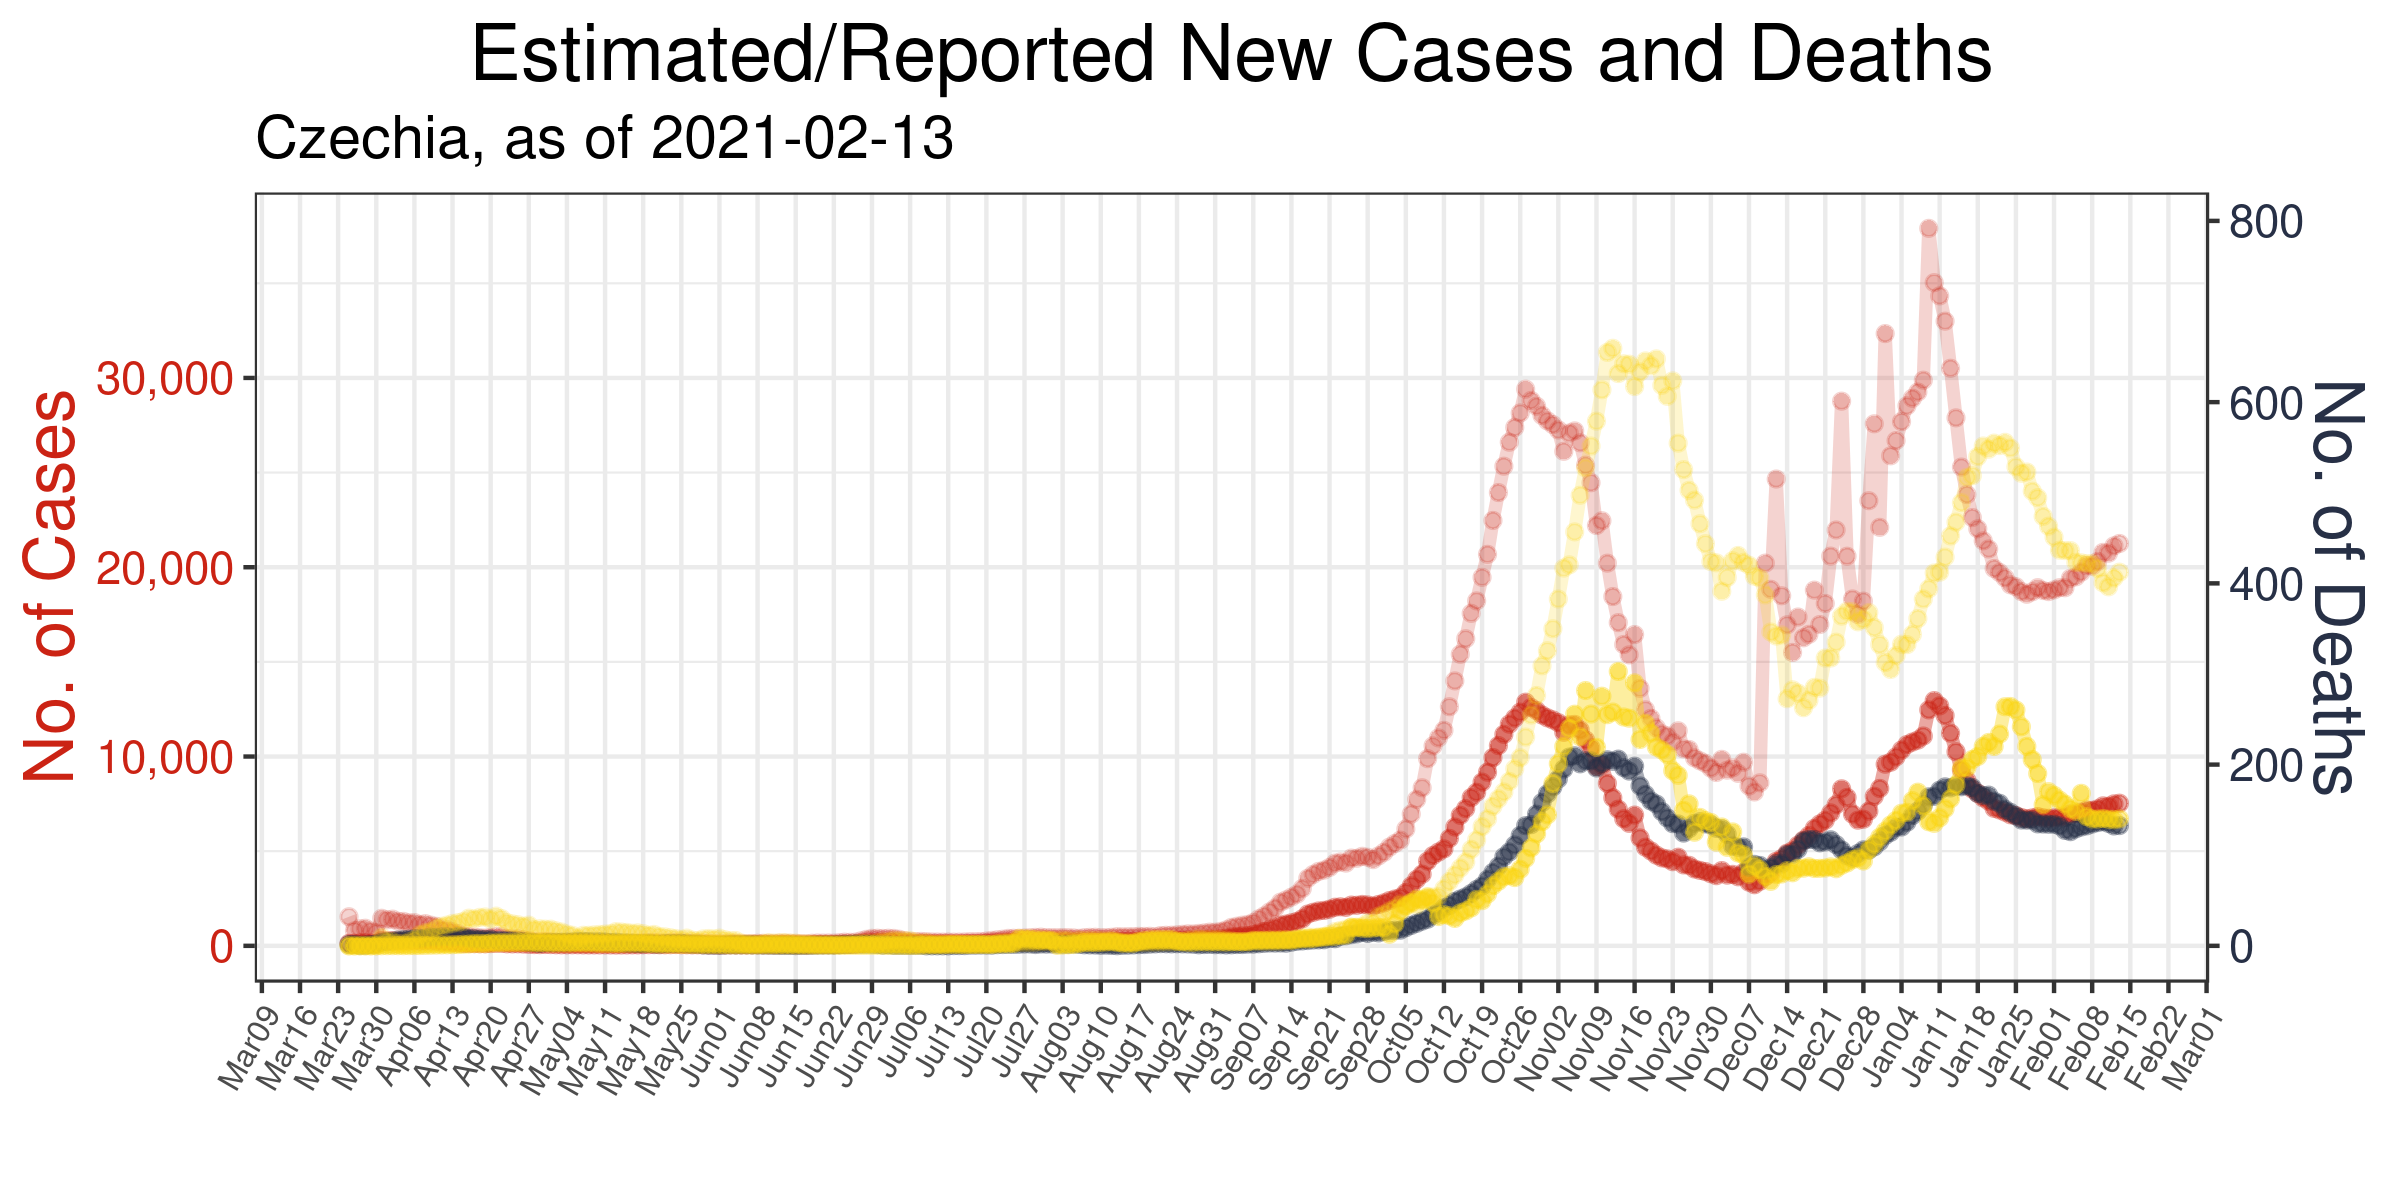 Estimated/Reported New Cases and Deaths
Czechia, as of 2021-02-13
No. of Cases
30,000
20,000
10,000
0
800
600
400
200
0
No. of Deaths
Mar09
Mar16
Mar23
Mar30
Apr06
Apr13
Apr20
Apr27
May04
May11
May18
May25
Jun01
Jun08
Jun15
Jun22
Jun29
Jul06
Jul13
Jul20
Jul27
Aug03
Aug10
Aug17
Aug24
Aug31
Sep07
Sep14
Sep21
Sep28
Oct05
Oct12
Oct19
Oct26
Nov02
Nov09
Nov16
Nov23
Nov30
Dec07
Dec14
Dec21
Dec28
Jan04
Jan11
Jan18
Jan25
Feb01
Feb08
Feb15
Feb22
Mar01